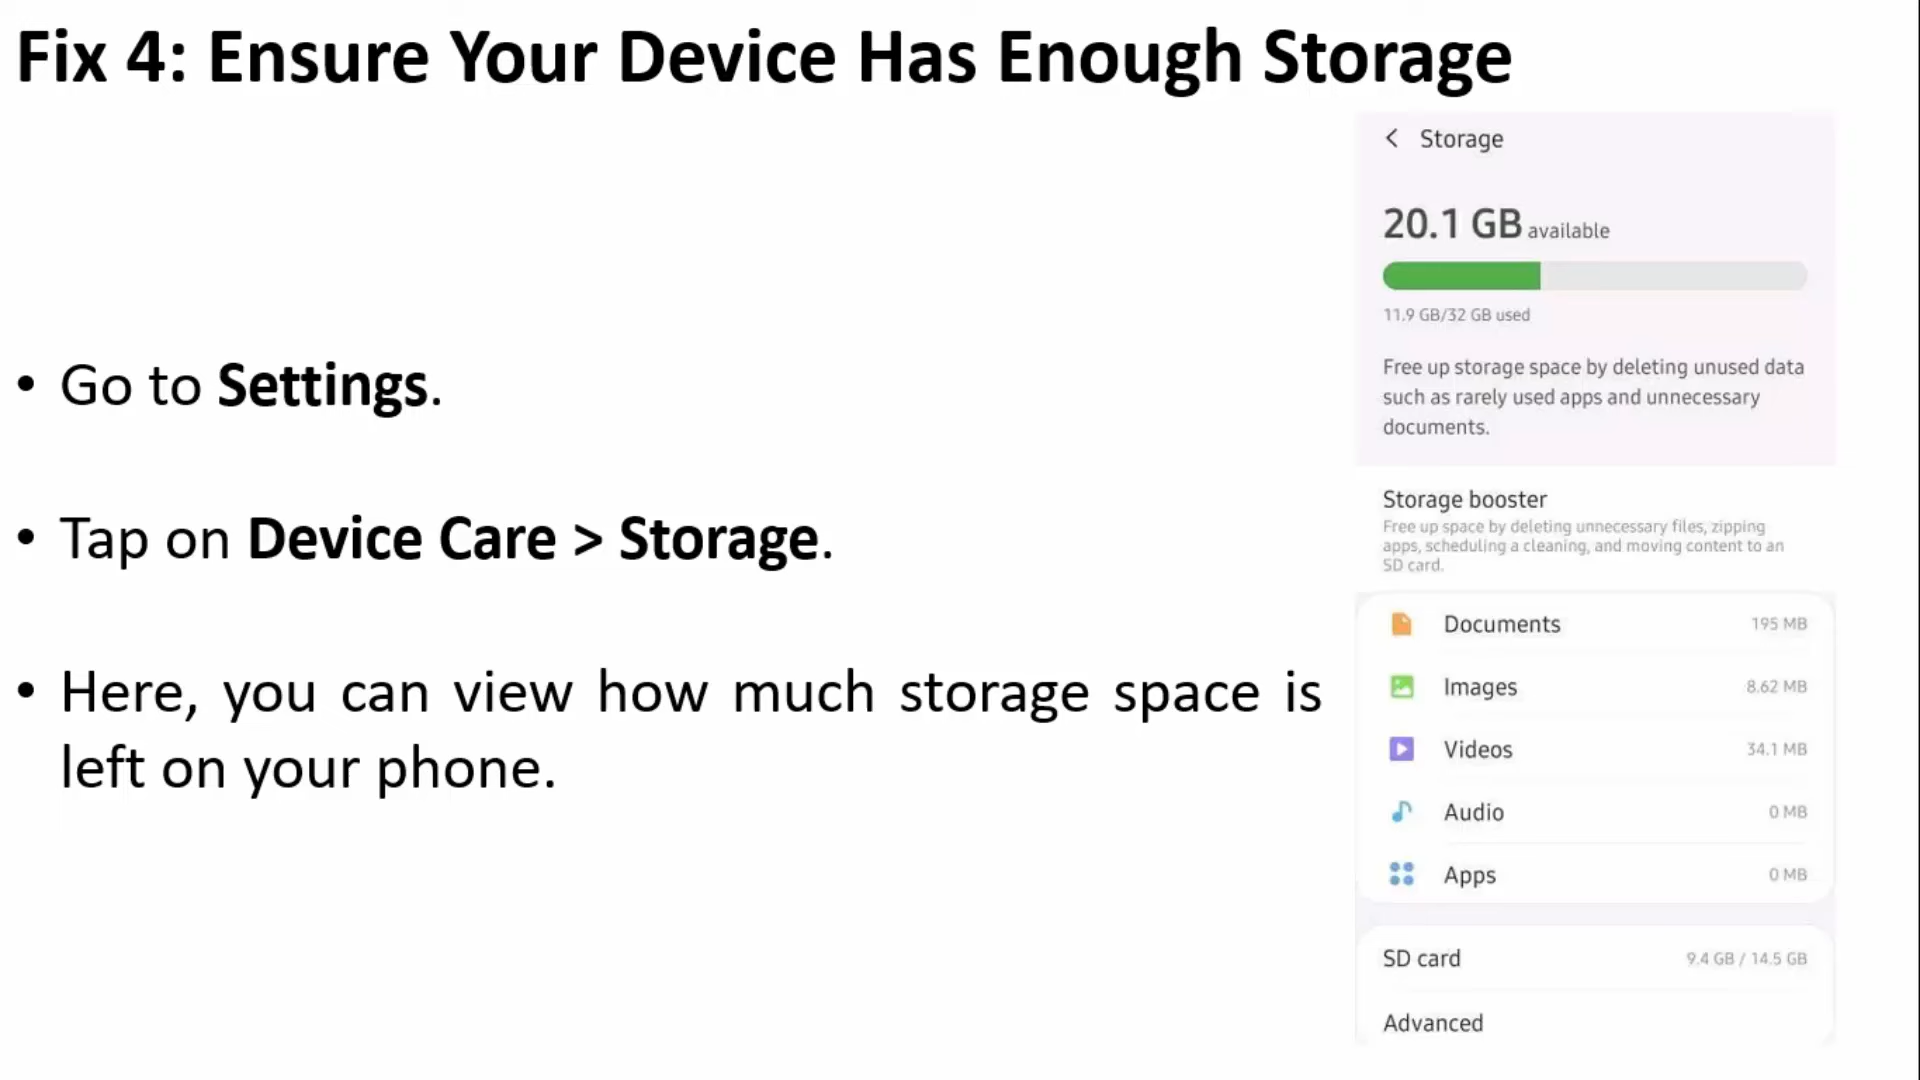 Fix 4: Ensure Your Device Has Enough Storage
• Go to Settings.
• Tap on Device Care > Storage.
• Here, you can view how much storage space is
left on your phone.
Storage
20.1 GB available
11.9 GB/32 GB used
Free up storage space by deleting unused data
such as rarely used apps and unnecessary
documents.
Storage booster
Free up space by deleting unnecessary files, zipping
apps, scheduling a cleaning, and moving content to an
SD card.
Documents 195 MB
Images 8.62 MB
Videos 34.1 MB
Audio 0 MB
Apps 0 MB
SD card 9.4 GB / 14.5 GB
Advanced